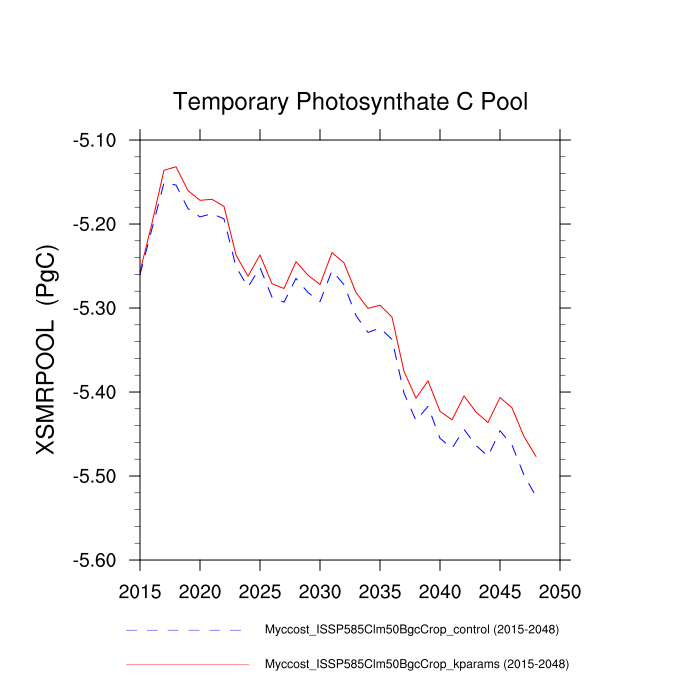 Temporary Photosynthate C Pool
XSMRPOOL (PgC)
-5.10
-5.20
-5.30
-5.40
-5.50
-5.60
2015 2020 2025 2030 2035 2040 2045 2050
Myccost_ISSP585Clm50BgcCrop_control (2015-2048)
Myccost_ISSP585Clm50BgcCrop_kparams (2015-2048)